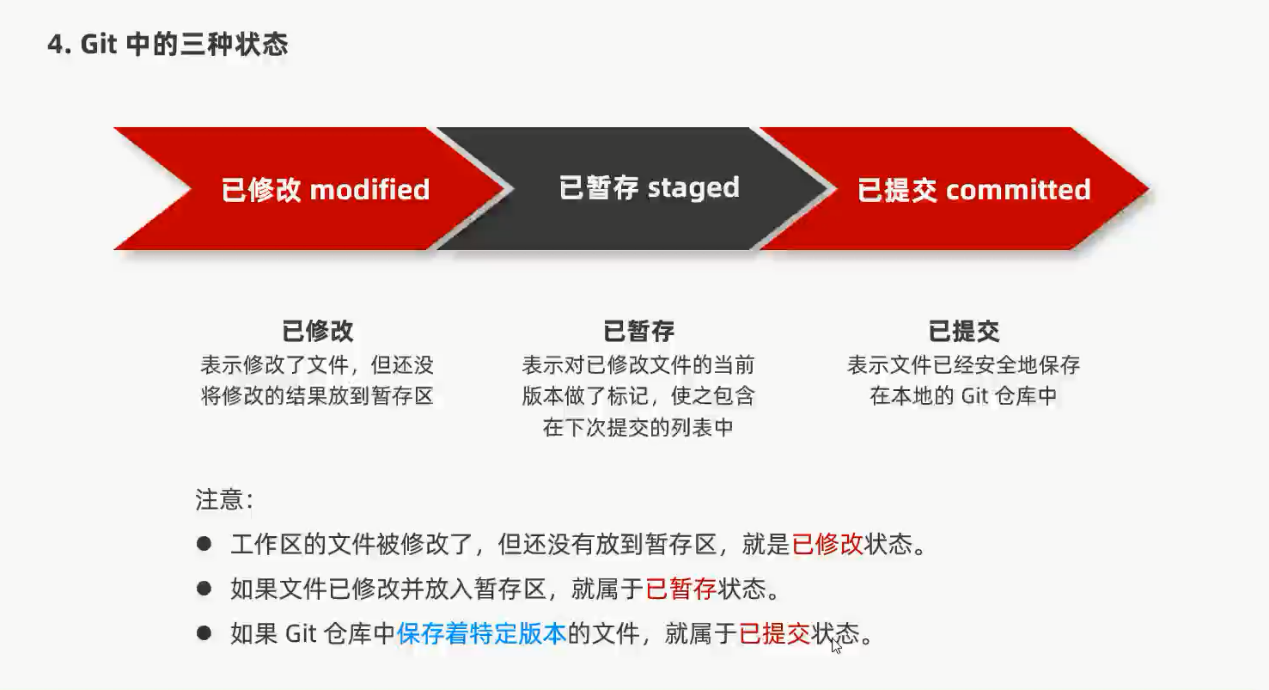 4. Git 中的三种状态
已修改 modified
已暂存 staged
已提交 committed
已修改
表示修改了文件，但还没
将修改的结果放到暂存区
已暂存
表示对已修改文件的当前
版本做了标记，使之包含
在下次提交的列表中
已提交
表示文件已经安全地保存
在本地的 Git 仓库中
注意：
● 工作区的文件被修改了，但还没有放到暂存区，就是已修改状态。
● 如果文件已修改并放入暂存区，就属于已暂存状态。
● 如果 Git 仓库中保存着特定版本的文件，就属于已提交状态。